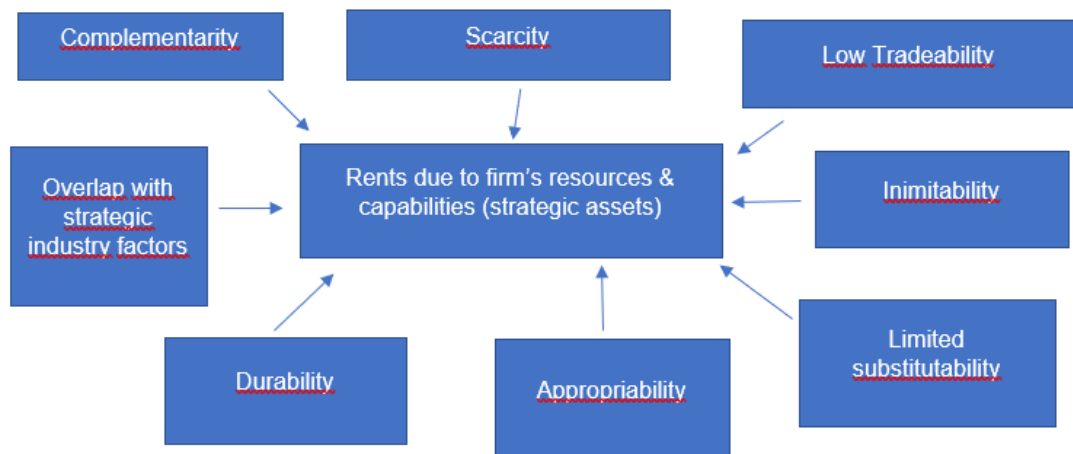 Complementarity
Scarcity
Low Tradeability
Overlap with
strategic
industry factors
Rents due to firm's resources &
capabilities (strategic assets)
Inimitability
Durability
Appropriability
Limited
substitutability